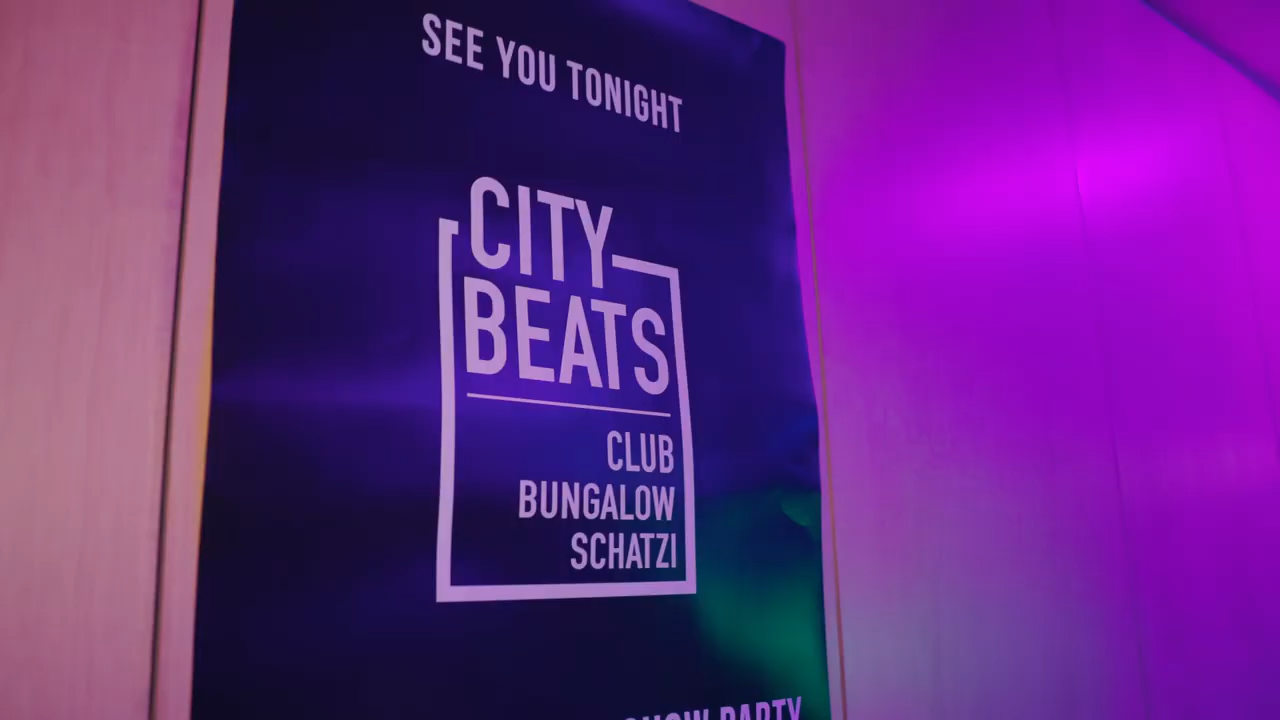 SEE YOU TONIGHT
CITY
BEATS
CLUB
BUNGALOW
SCHATZI
PARTY